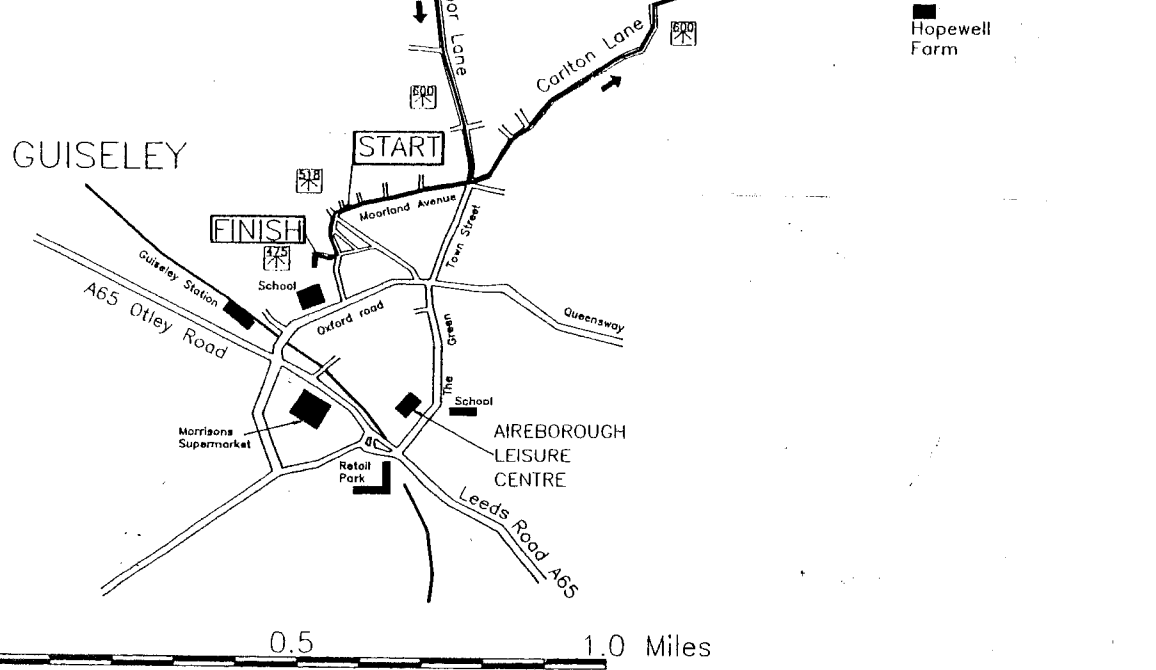 oor Lane
Carlton Lane
600
Hopewell
Farm
600
START
GUISELEY
518
Moorland Avenue
FINISH
Town Street
475
Guiseley Station
School
A65 Otley Road
Oxford road
Queensway
The Green
School
Morrisons
Supermarket
AIREBOROUGH
LEISURE
CENTRE
Retail
Park
Leeds Road A65
0.5
1.0 Miles